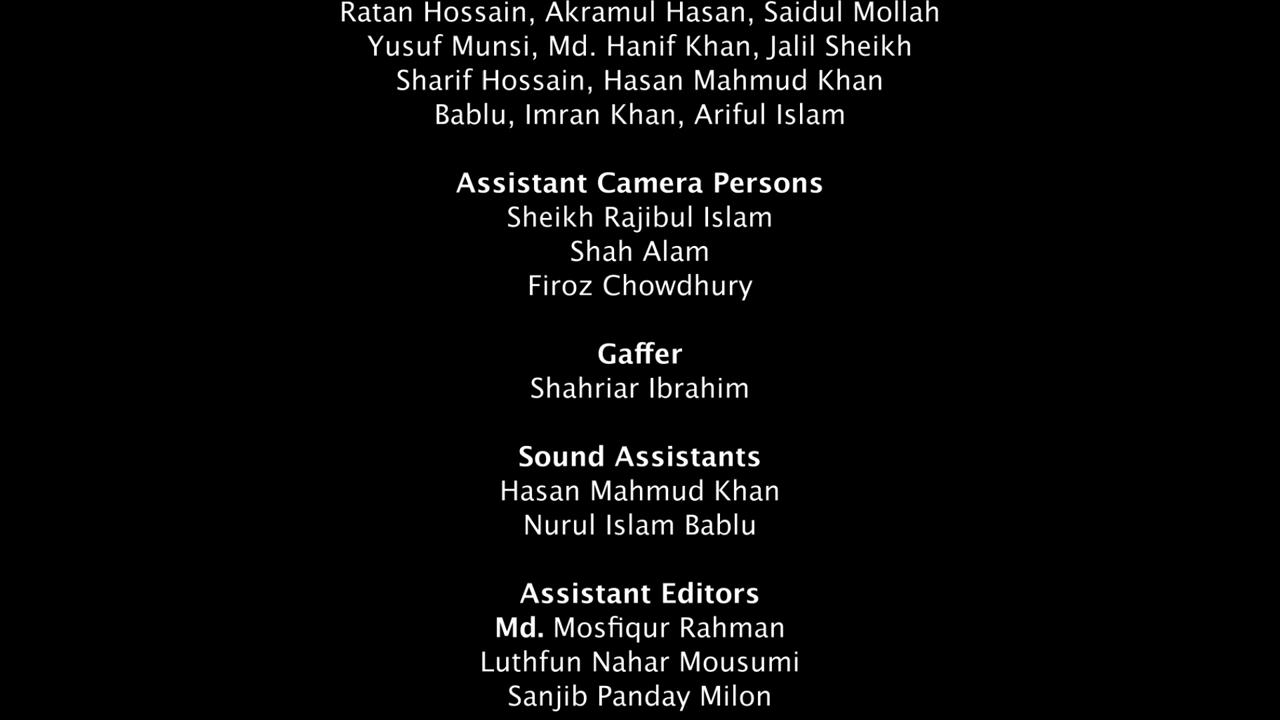 Ratan Hossain, Akramul Hasan, Saidul Mollah
Yusuf Munsi, Md. Hanif Khan, Jalil Sheikh
Sharif Hossain, Hasan Mahmud Khan
Bablu, Imran Khan, Ariful Islam
Assistant Camera Persons
Sheikh Rajibul Islam
Shah Alam
Firoz Chowdhury
Gaffer
Shahriar Ibrahim
Sound Assistants
Hasan Mahmud Khan
Nurul Islam Bablu
Assistant Editors
Md. Mosfiqur Rahman
Luthfun Nahar Mousumi
Sanjib Panday Milon